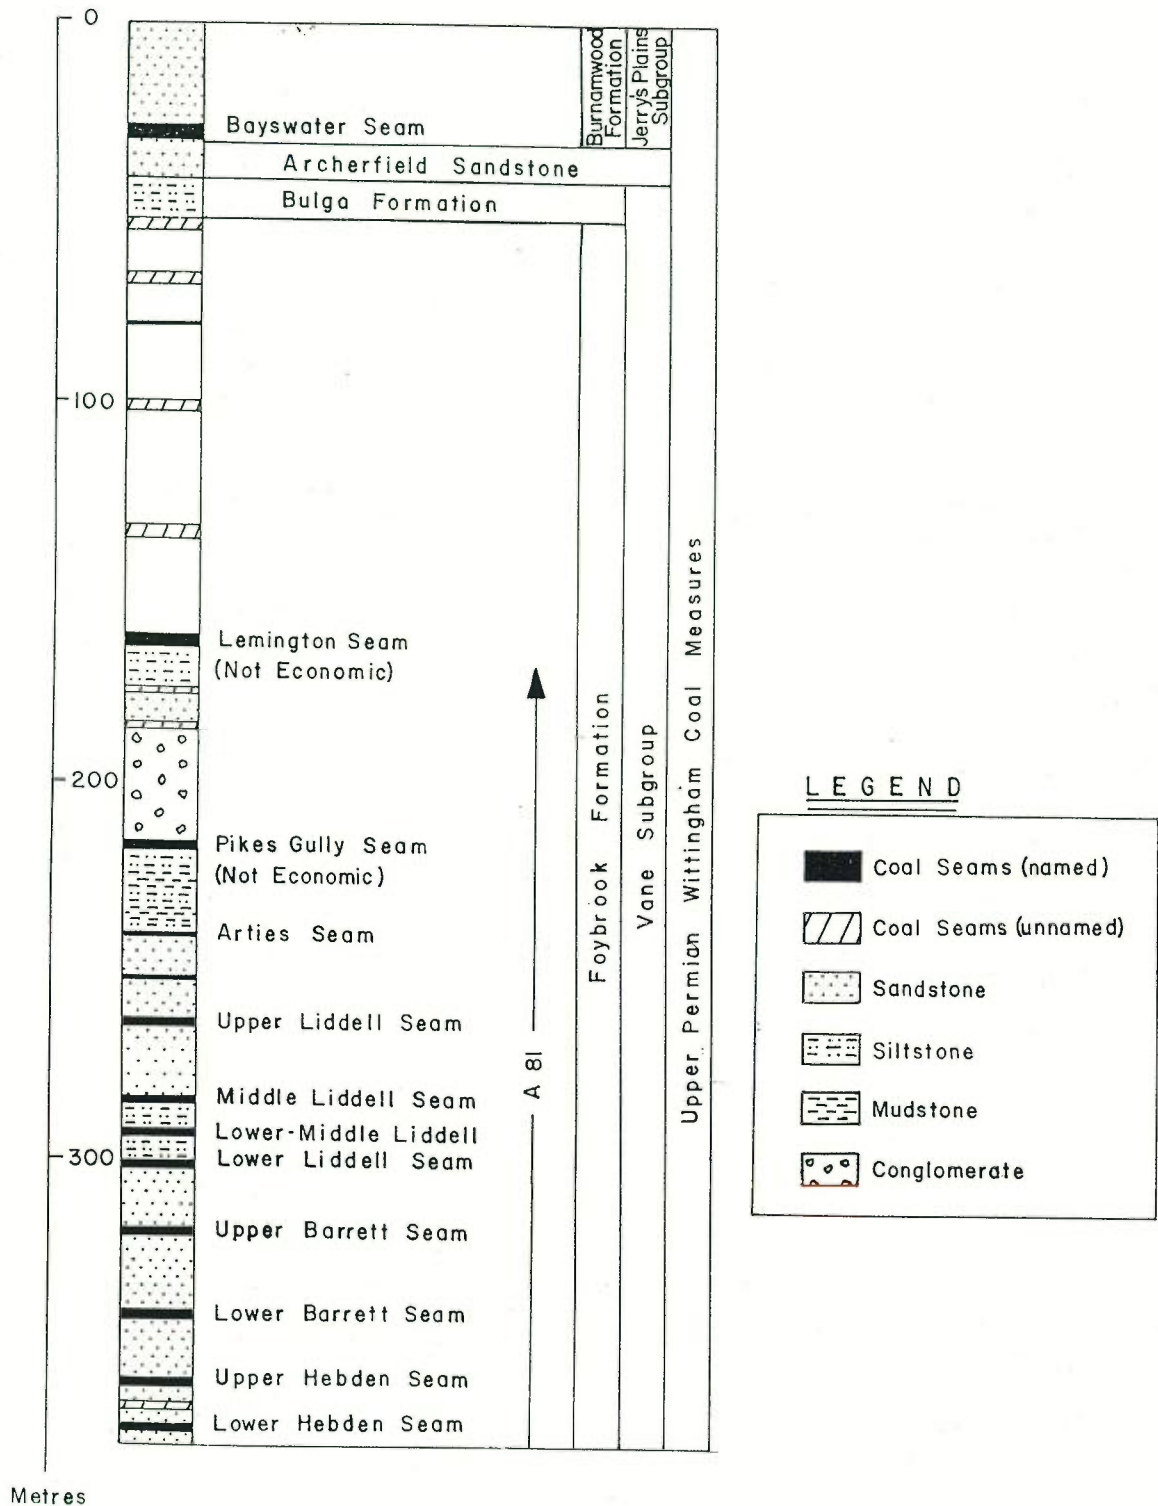 0
Burnamwood
Formation
Jerry's Plains
Subgroup
Bayswater Seam
Archerfield Sandstone
Bulga Formation
100
Lemington Seam
(Not Economic)
200
Pikes Gully Seam
(Not Economic)
Arties Seam
Upper Liddell Seam
Middle Liddell Seam
Lower-Middle Liddell
300
Lower Liddell Seam
Upper Barrett Seam
Lower Barrett Seam
Upper Hebden Seam
Lower Hebden Seam
Metres
A 81
Foybrook Formation
Vane Subgroup
Upper Permian Wittingham Coal Measures
LEGEND
Coal Seams (named)
Coal Seams (unnamed)
Sandstone
Siltstone
Mudstone
Conglomerate